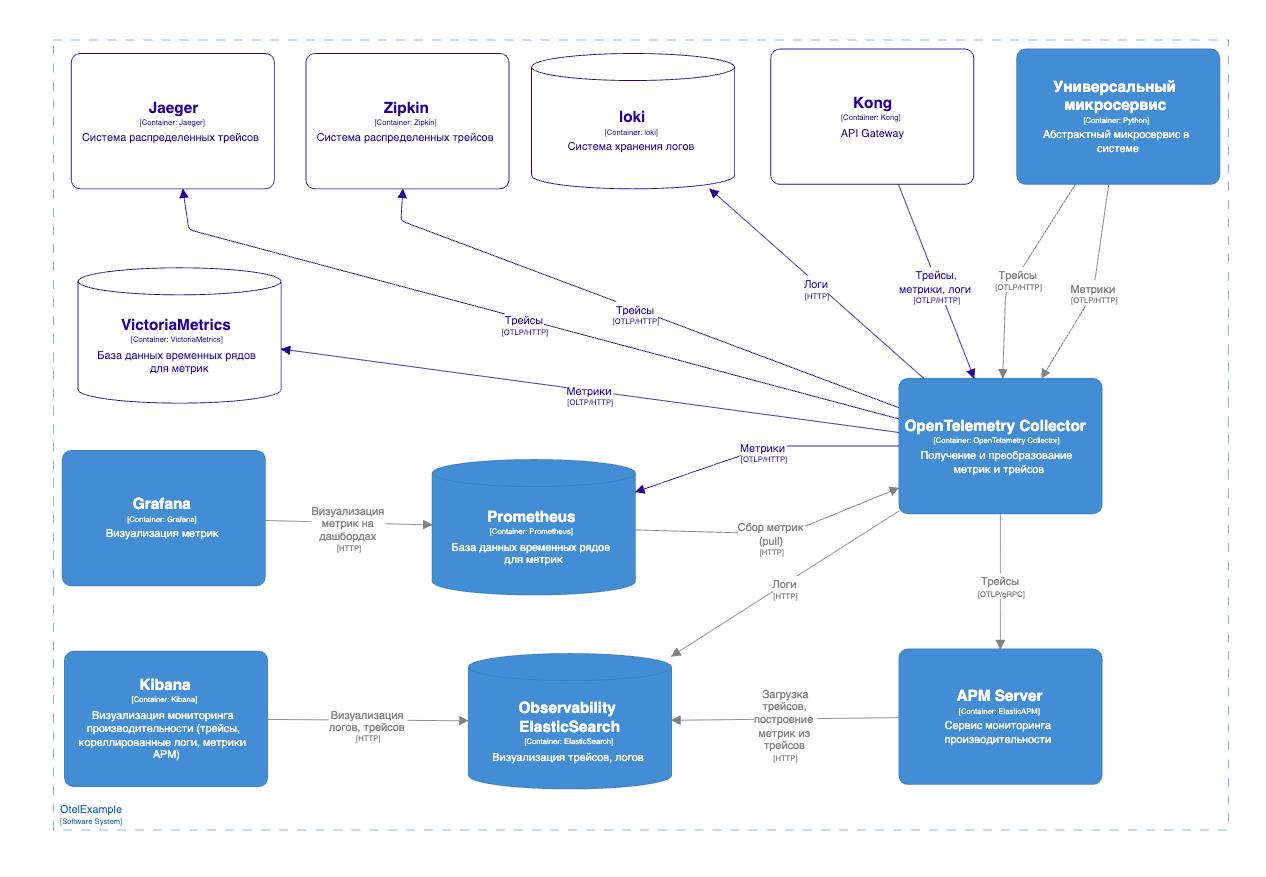 Jaeger
[Container: Jaeger]
Система распределенных трейсов
Zipkin
[Container: Zipkin]
Система распределенных трейсов
loki
[Container: loki]
Система хранения логов
Kong
[Container: Kong]
API Gateway
Универсальный
микросервис
[Container: Python]
Абстрактный микросервис в
системе
Логи
[HTTP]
Трейсы,
метрики, логи
[OTLP/HTTP]
Трейсы
[OTLP/HTTP]
Метрики
[OTLP/HTTP]
Трейсы
[OTLP/HTTP]
Трейсы
[OTLP/HTTP]
VictoriaMetrics
[Container: VictoriaMetrics]
База данных временных рядов
для метрик
Метрики
[OLTP/HTTP]
OpenTelemetry Collector
[Container: OpenTelemetry Collector]
Получение и преобразование
метрик и трейсов
Метрики
[OTLP/HTTP]
Grafana
[Container: Grafana]
Визуализация метрик
Визуализация
метрик на
дашбордах
[HTTP]
Prometheus
[Container: Prometheus]
База данных временных рядов
для метрик
Сбор метрик
(pull)
[HTTP]
Логи
[HTTP]
Трейсы
[OTLP/gRPC]
Kibana
[Container: Kibana]
Визуализация мониторинга
производительности (трейсы,
кореллированные логи, метрики
APM)
Визуализация
логов, трейсов
[HTTP]
Observability
ElasticSearch
[Container: ElasticSearch]
Визуализация трейсов, логов
Загрузка
трейсов,
построение
метрик из
трейсов
[HTTP]
APM Server
[Container: ElasticAPM]
Сервис мониторинга
производительности
OtelExample
[Software System]